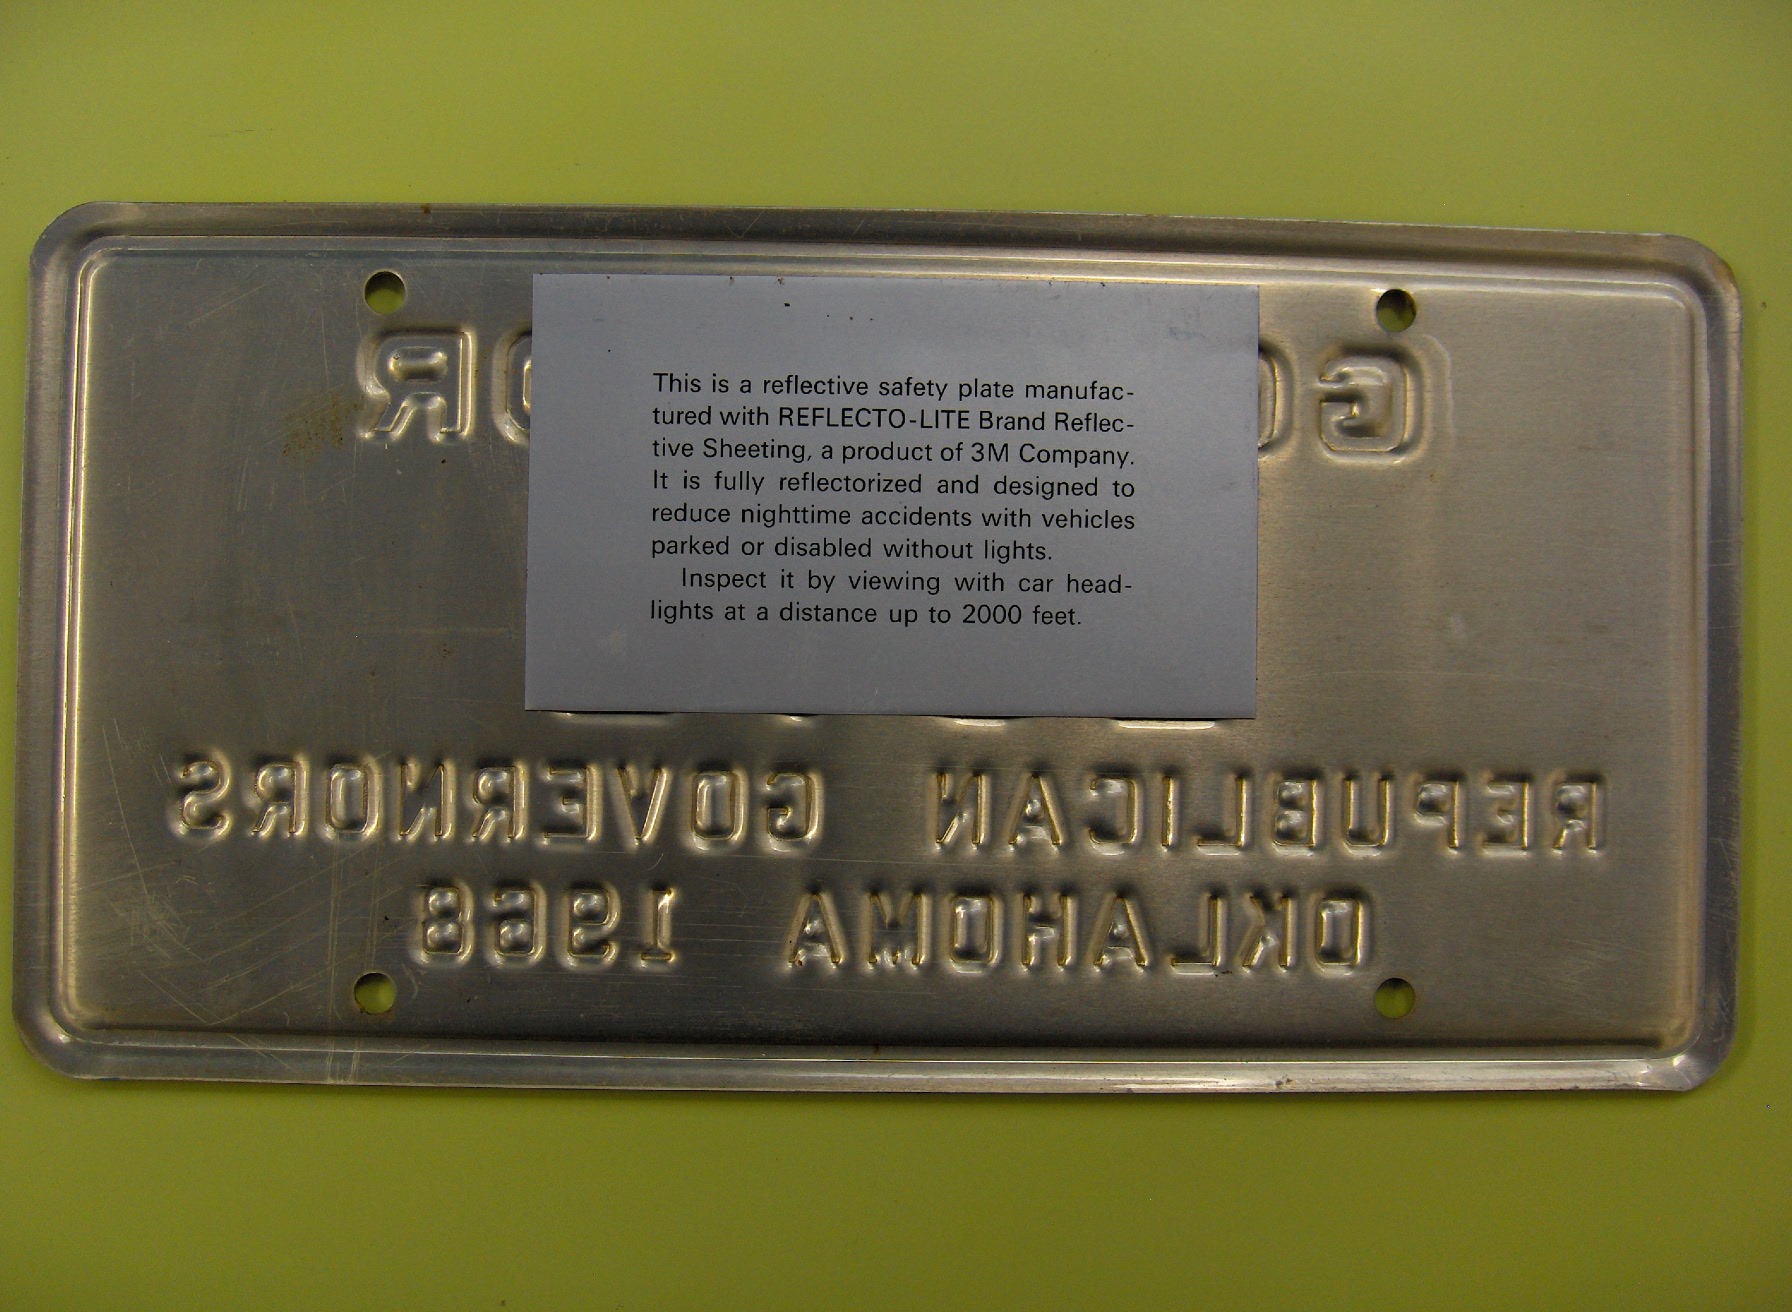 GO
OR
This is a reflective safety plate manufac-
tured with REFLECTO-LITE Brand Reflec-
tive Sheeting, a product of 3M Company.
It is fully reflectorized and designed to
reduce nighttime accidents with vehicles
parked or disabled without lights.
Inspect it by viewing with car head-
lights at a distance up to 2000 feet.
REPUBLICAN GOVERNORS
OKLAHOMA 1968